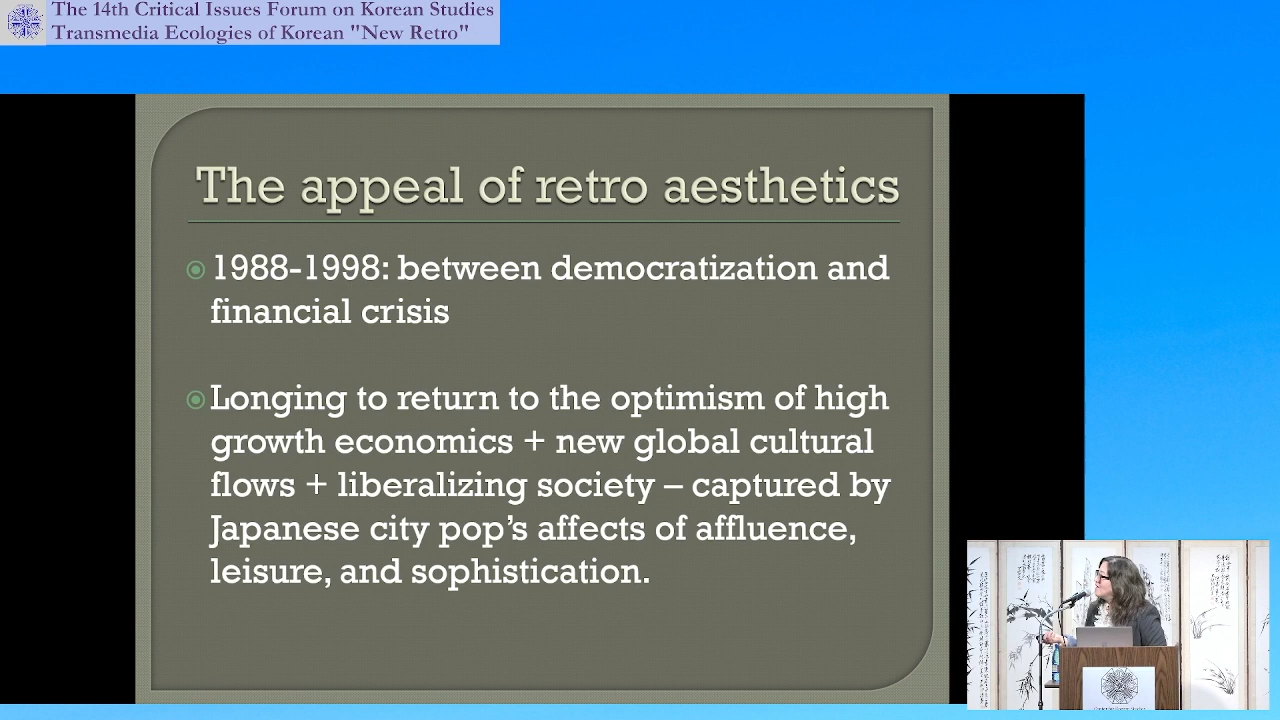 The 14th Critical Issues Forum on Korean Studies
Transmedia Ecologies of Korean "New Retro"
The appeal of retro aesthetics
1988-1998: between democratization and
financial crisis
Longing to return to the optimism of high
growth economics + new global cultural
flows + liberalizing society – captured by
Japanese city pop’s affects of affluence,
leisure, and sophistication.